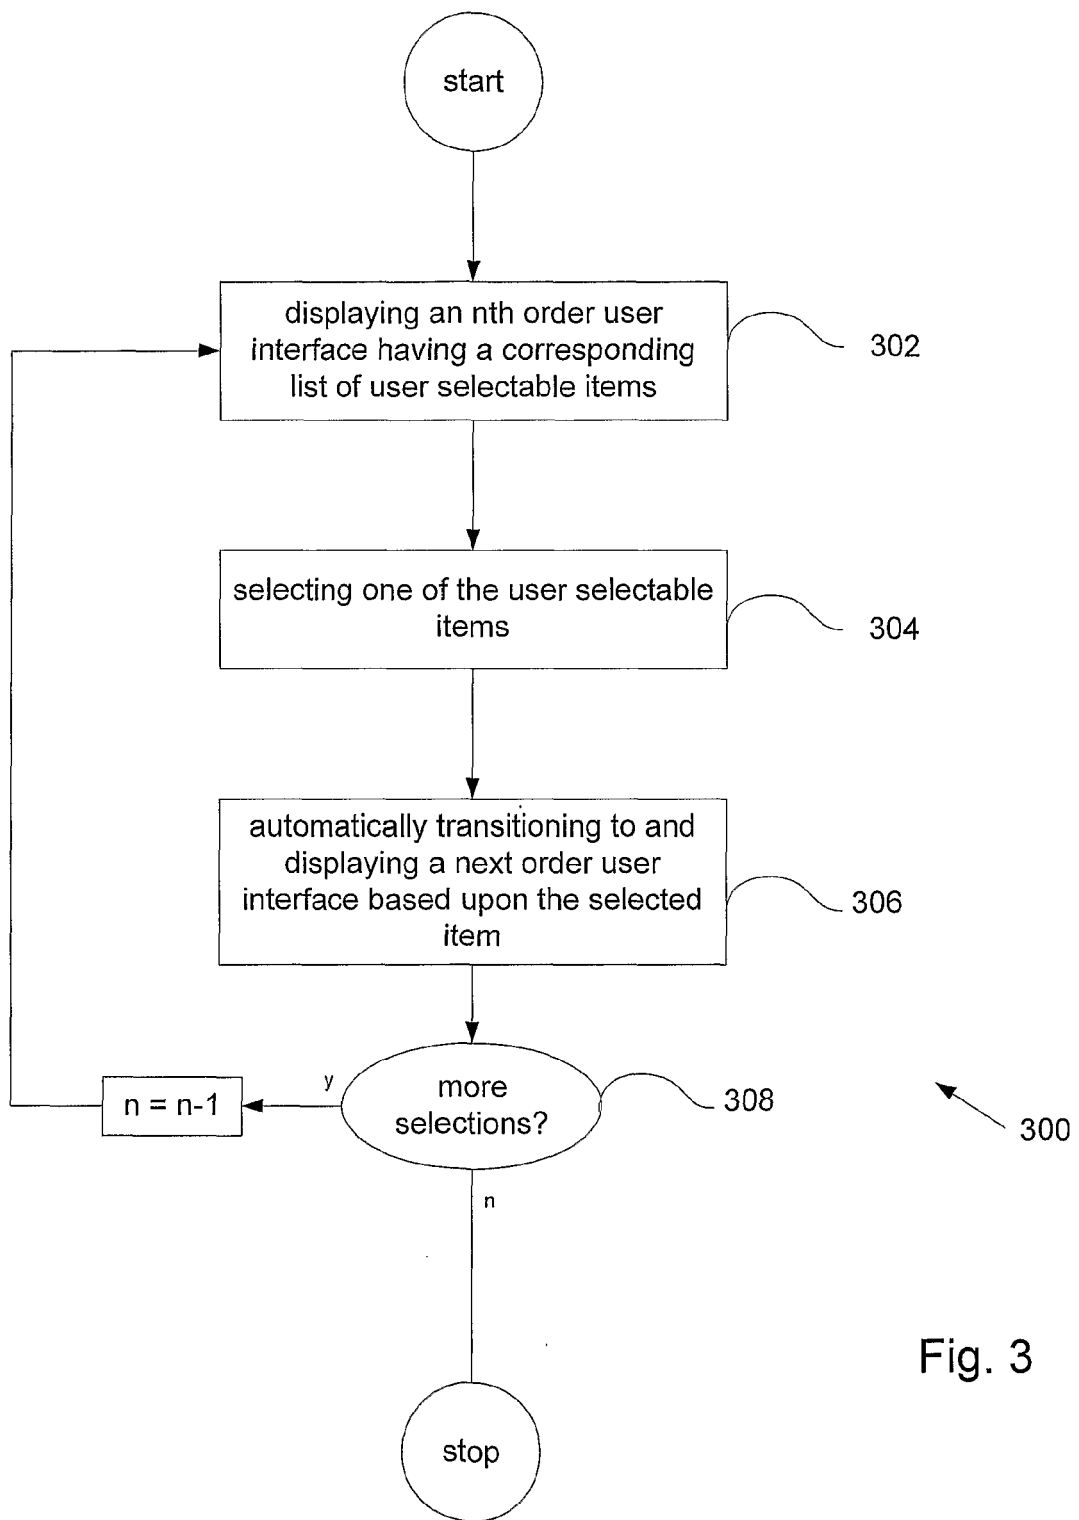 start
displaying an nth order user
interface having a corresponding
list of user selectable items
302
selecting one of the user selectable
items
304
automatically transitioning to and
displaying a next order user
interface based upon the selected
item
306
more
selections?
308
y
n = n-1
300
n
stop
Fig. 3